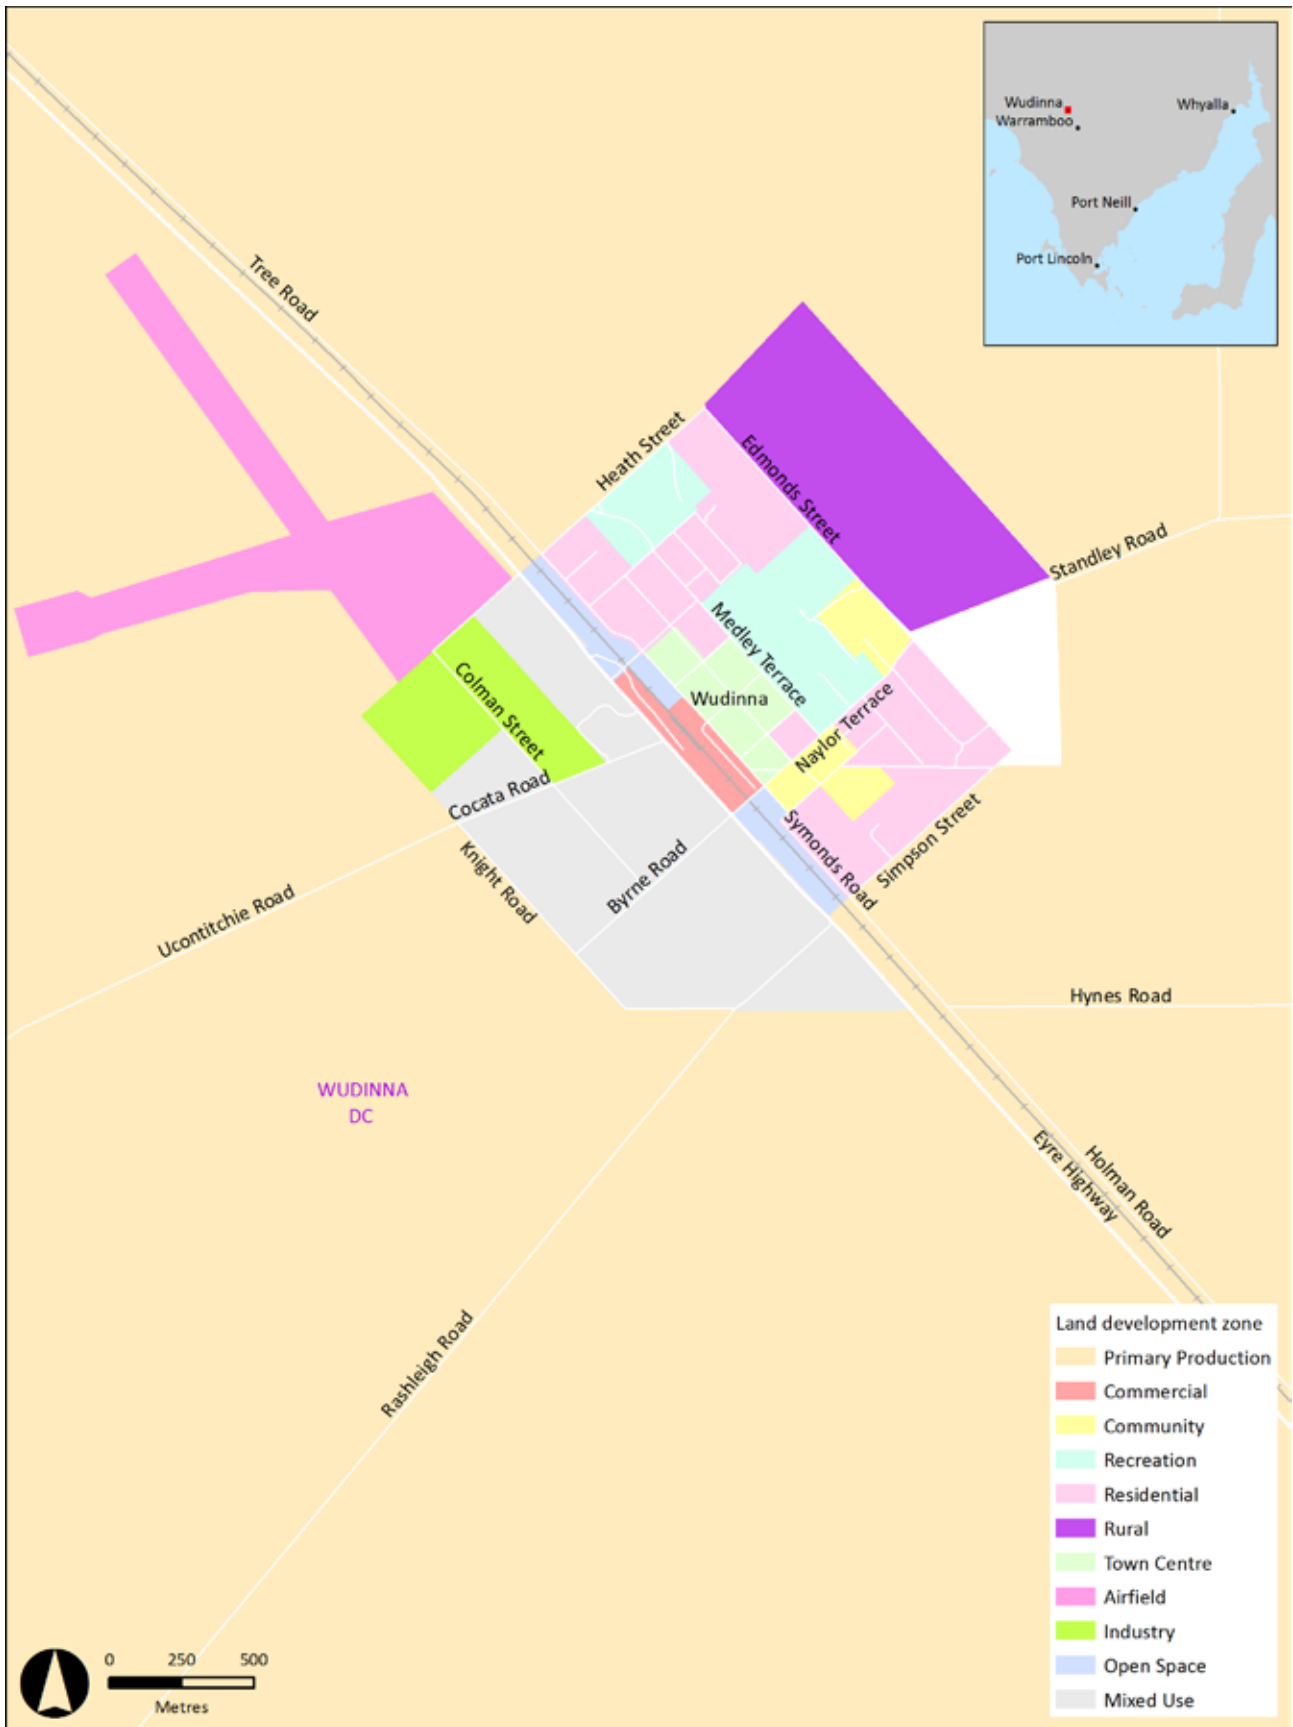 Wudinna
Warramboo
Whyalla
Port Neill
Port Lincoln
Tree Road
Heath Street
Edmonds Street
Standley Road
Medley Terrace
Colman Street
Wudinna
Naylor Terrace
Cocata Road
Symonds Road
Simpson Street
Knight Road
Byrne Road
Ucontitchie Road
Hynes Road
WUDINNA
DC
Eyre Highway
Holman Road
Rashleigh Road
Land development zone
Primary Production
Commercial
Community
Recreation
Residential
Rural
Town Centre
Airfield
Industry
Open Space
Mixed Use
0 250 500
Metres